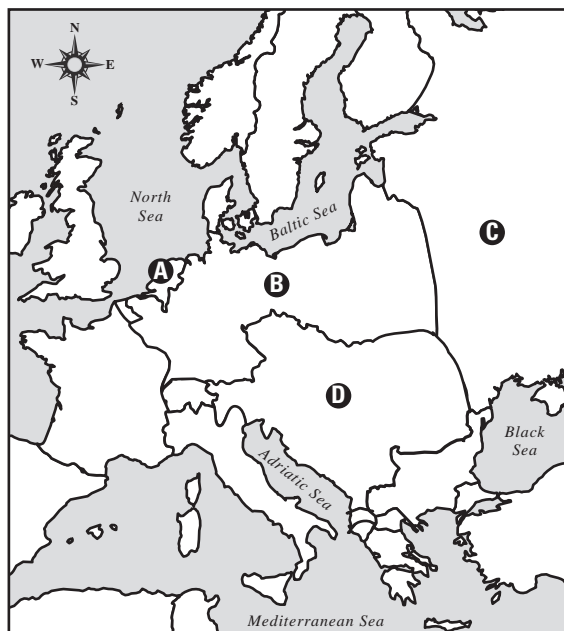 N
W E
S
North
Sea
Baltic Sea
A
B
C
D
Black
Sea
Adriatic Sea
Mediterranean Sea